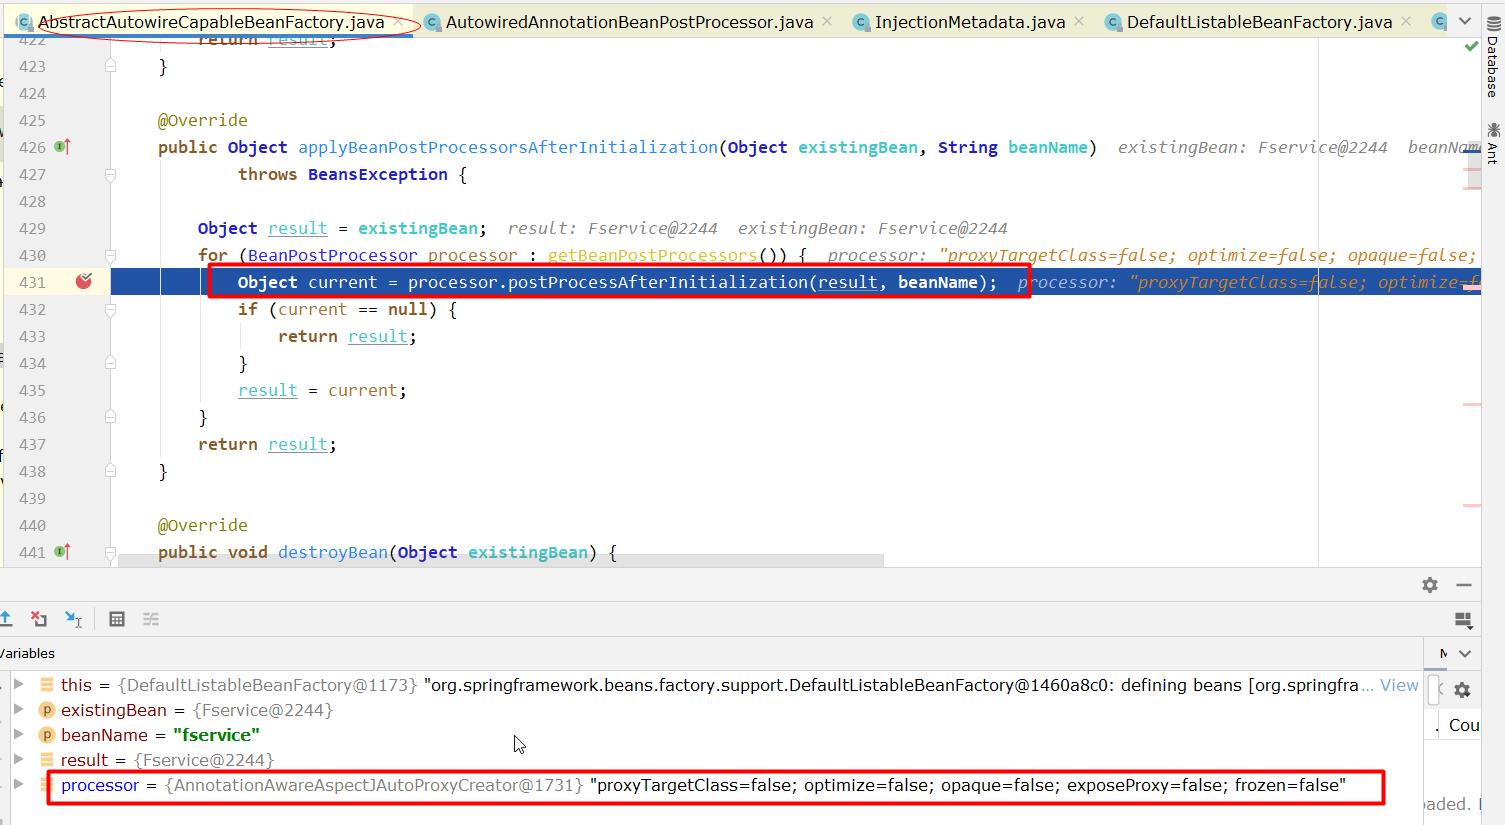 AbstractAutowireCapableBeanFactory.java AutowiredAnnotationBeanPostProcessor.java InjectionMetadata.java DefaultListableBeanFactory.java
422 return result;
423 }
424
425 @Override
426 public Object applyBeanPostProcessorsAfterInitialization(Object existingBean, String beanName) existingBean: Fservice@2244 beanName
427 throws BeansException {
428
429 Object result = existingBean; result: Fservice@2244 existingBean: Fservice@2244
430 for (BeanPostProcessor processor : getBeanPostProcessors()) { processor: "proxyTargetClass=false; optimize=false; opaque=false;
431 Object current = processor.postProcessAfterInitialization(result, beanName); processor: "proxyTargetClass=false; optimize=
432 if (current == null) {
433 return result;
434 }
435 result = current;
436 }
437 return result;
438 }
439
440 @Override
441 public void destroyBean(Object existingBean) {
Database
Ant
Variables
this = {DefaultListableBeanFactory@1173} "org.springframework.beans.factory.support.DefaultListableBeanFactory@1460a8c0: defining beans [org.springfra... View
existingBean = {Fservice@2244}
beanName = "fservice"
Cou
result = {Fservice@2244}
processor = {AnnotationAwareAspectJAutoProxyCreator@1731} "proxyTargetClass=false; optimize=false; opaque=false; exposeProxy=false; frozen=false"
oaded.